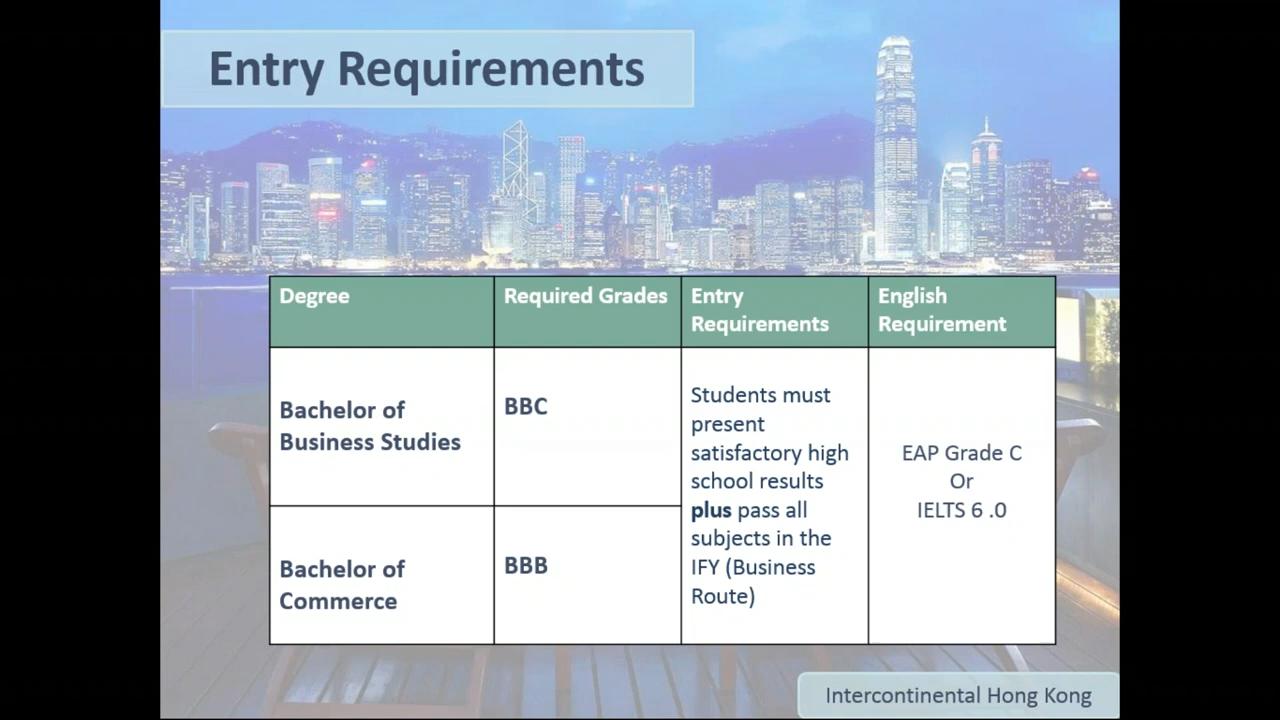 Entry Requirements
Degree
Required Grades
Entry
Requirements
English
Requirement
Bachelor of
Business Studies
BBC
Students must
present
satisfactory high
school results
plus pass all
subjects in the
IFY (Business
Route)
EAP Grade C
Or
IELTS 6 .0
Bachelor of
Commerce
BBB
Intercontinental Hong Kong